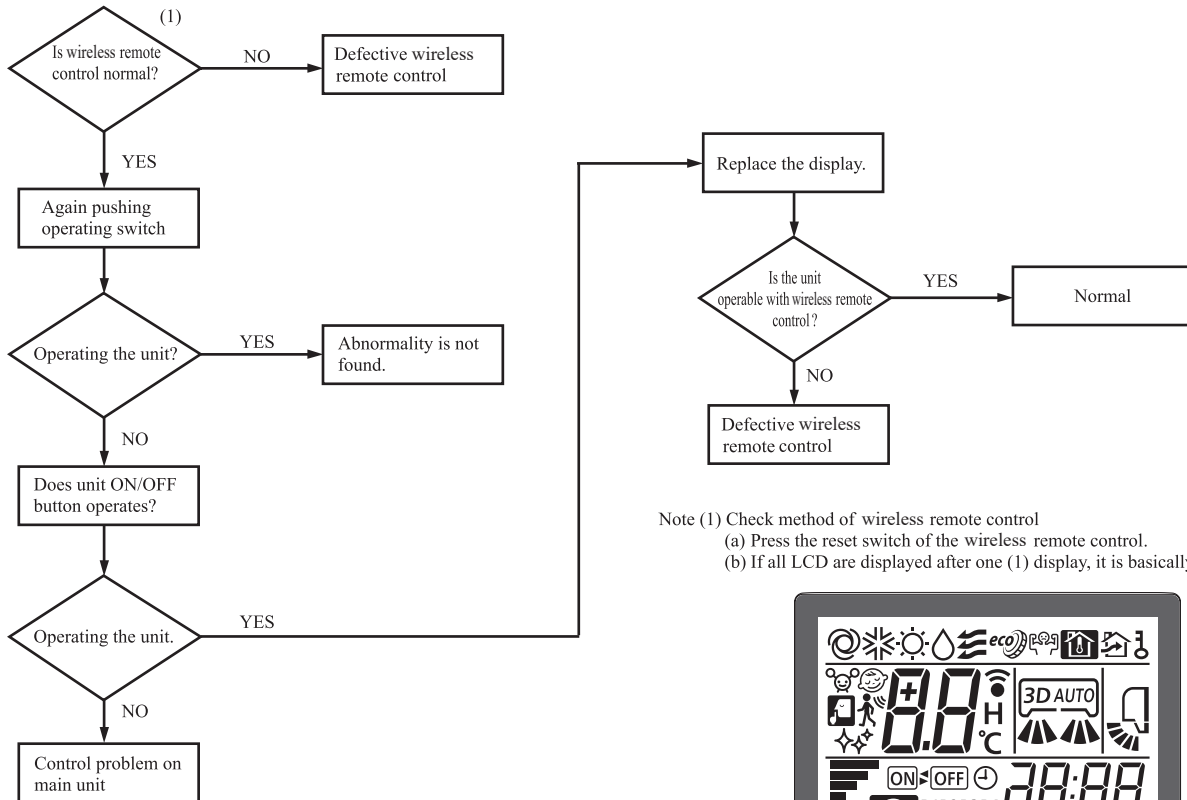 (1)
Is wireless remote
control normal?
NO
Defective wireless
remote control
YES
Again pushing
operating switch
Operating the unit?
YES
Abnormality is not
found.
NO
Does unit ON/OFF
button operates?
Operating the unit.
YES
NO
Control problem on
main unit
Replace the display.
Is the unit
operable with wireless remote
control ?
YES
Normal
NO
Defective wireless
remote control
Note (1) Check method of wireless remote control
(a) Press the reset switch of the wireless remote control.
(b) If all LCD are displayed after one (1) display, it is basically
eco
+
8.8
H
°C
3D AUTO
ON
OFF